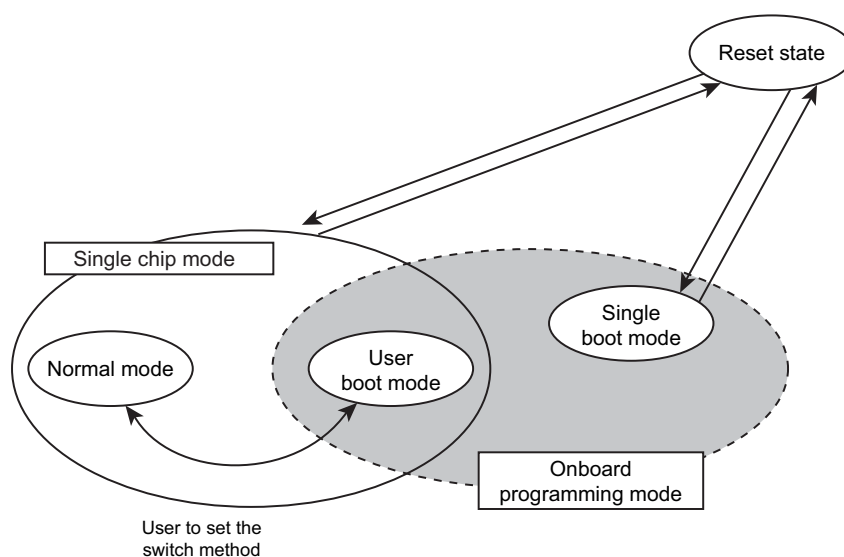 Reset state
Single chip mode
Single
boot mode
Normal mode
User
boot mode
Onboard
programming mode
User to set the
switch method